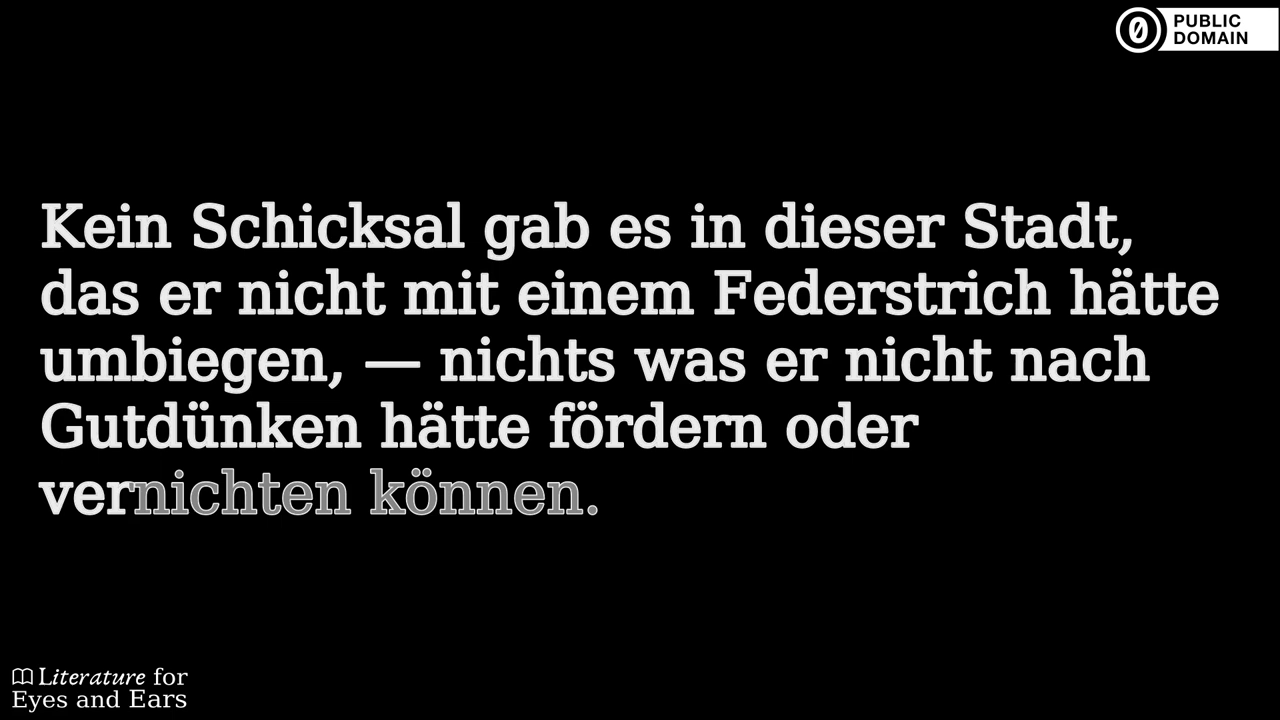 PUBLIC
DOMAIN
Kein Schicksal gab es in dieser Stadt,
das er nicht mit einem Federstrich hätte
umbiegen, — nichts was er nicht nach
Gutdünken hätte fördern oder
vernichten können.
Literature for
Eyes and Ears